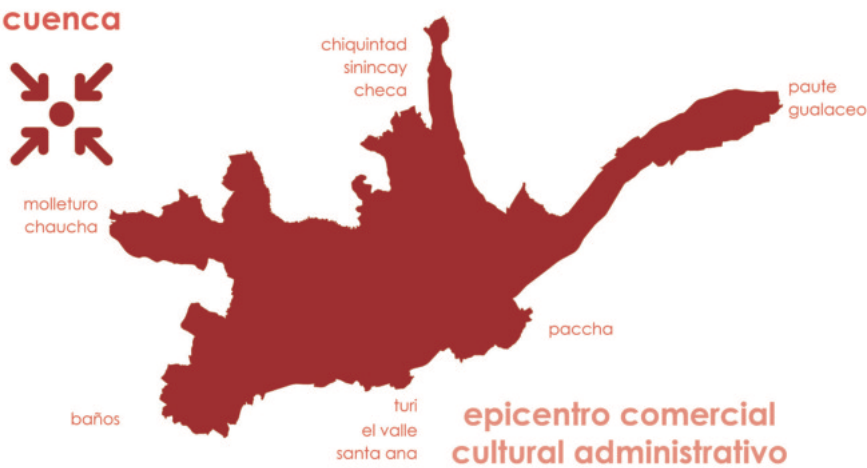 cuenca
chiquintad
sinincay
checa
paute
gualaceo
molleturo
chaucha
paccha
baños
turi
el valle
santa ana
epicentro comercial
cultural administrativo